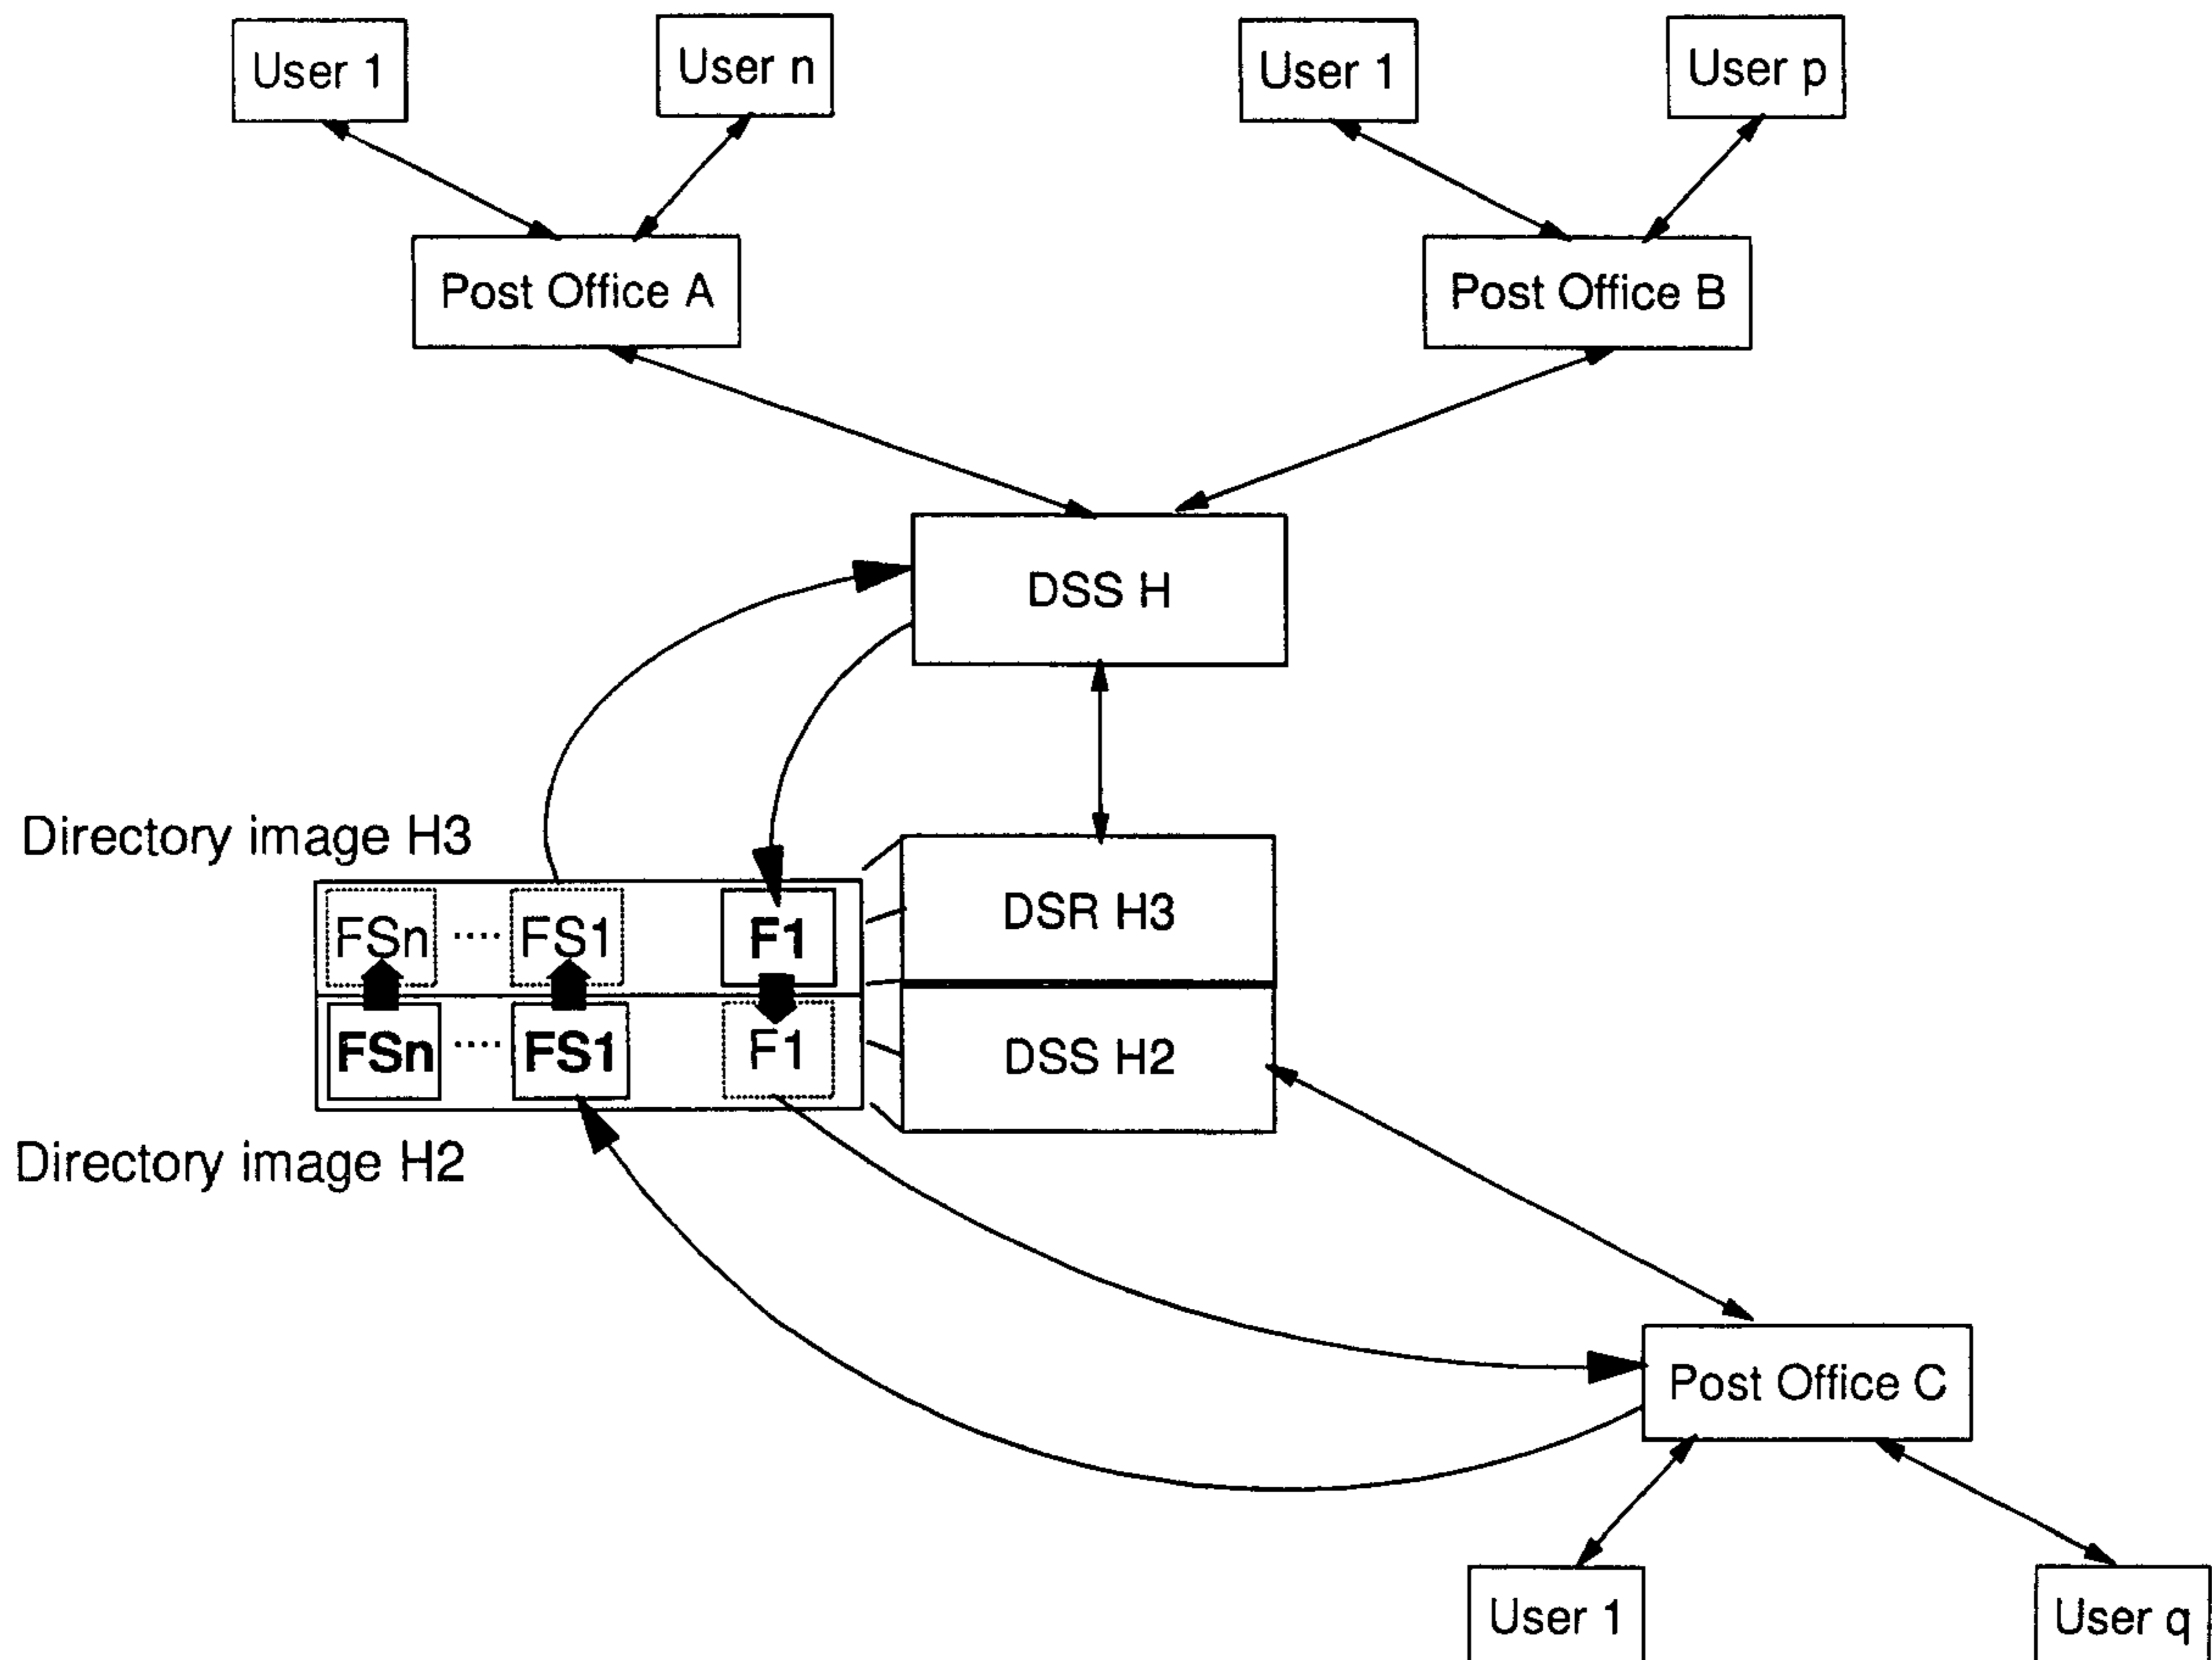 User 1
User n
User 1
User p
Post Office A
Post Office B
DSS H
Directory image H3
FSn .... FS1 F1
DSR H3
FSn .... FS1 F1
DSS H2
Directory image H2
Post Office C
User 1
User q